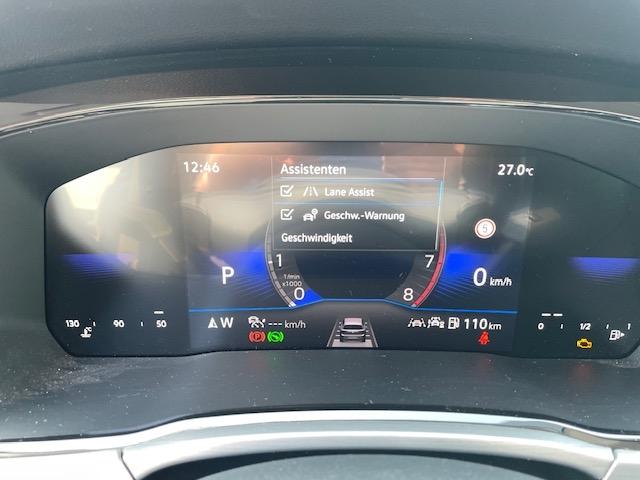 12:46
Assistenten
27.0°C
Lane Assist
Geschw.-Warnung
5
Geschwindigkeit
1
7
1/min
x1000
P
0 km/h
0
8
130 90 50
W
--- km/h
110 km
0 1/2 1
P